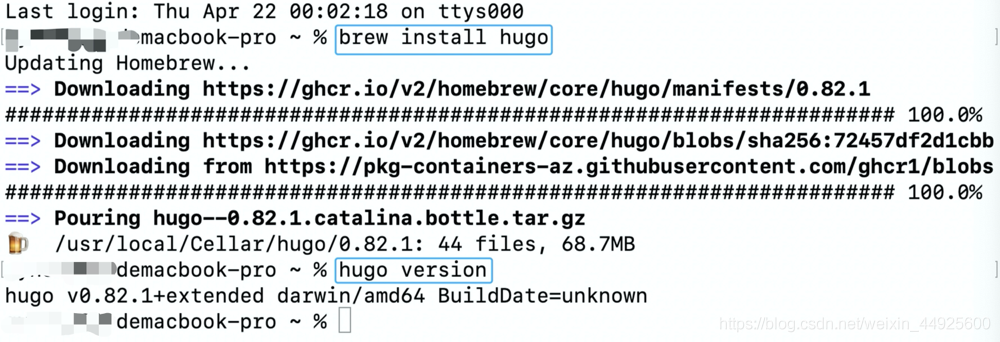 Last login: Thu Apr 22 00:02:18 on ttys000
demacbook-pro ~ % brew install hugo
Updating Homebrew...
==> Downloading https://ghcr.io/v2/homebrew/core/hugo/manifests/0.82.1
######################################################################## 100.0%
==> Downloading https://ghcr.io/v2/homebrew/core/hugo/blobs/sha256:72457df2d1cbb
==> Downloading from https://pkg-containers-az.githubusercontent.com/ghcr1/blobs
######################################################################## 100.0%
==> Pouring hugo--0.82.1.catalina.bottle.tar.gz
/usr/local/Cellar/hugo/0.82.1: 44 files, 68.7MB
demacbook-pro ~ % hugo version
hugo v0.82.1+extended darwin/amd64 BuildDate=unknown
demacbook-pro ~ %
https://blog.csdn.net/weixin_44925600